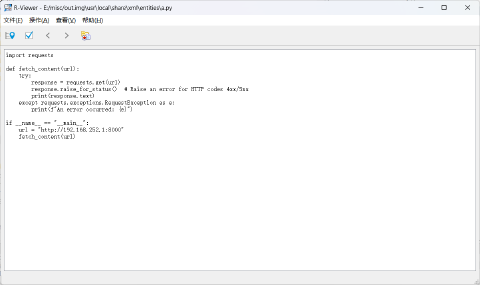 R-Viewer - E:/misc/out.img\usr\local\share\xml\entities\a.py
文件(F) 操作(A) 查看(V) 帮助(H)
import requests
def fetch_content(url):
    try:
        response = requests.get(url)
        response.raise_for_status()  # Raise an error for HTTP codes 4xx/5xx
        print(response.text)
    except requests.exceptions.RequestException as e:
        print(f"An error occurred: {e}")
if __name__ == "__main__":
    url = "http://192.168.252.1:8000"
    fetch_content(url)